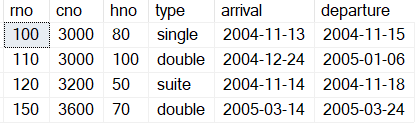 rno cno hno type arrival departure
100 3000 80 single 2004-11-13 2004-11-15
110 3000 100 double 2004-12-24 2005-01-06
120 3200 50 suite 2004-11-14 2004-11-18
150 3600 70 double 2005-03-14 2005-03-24